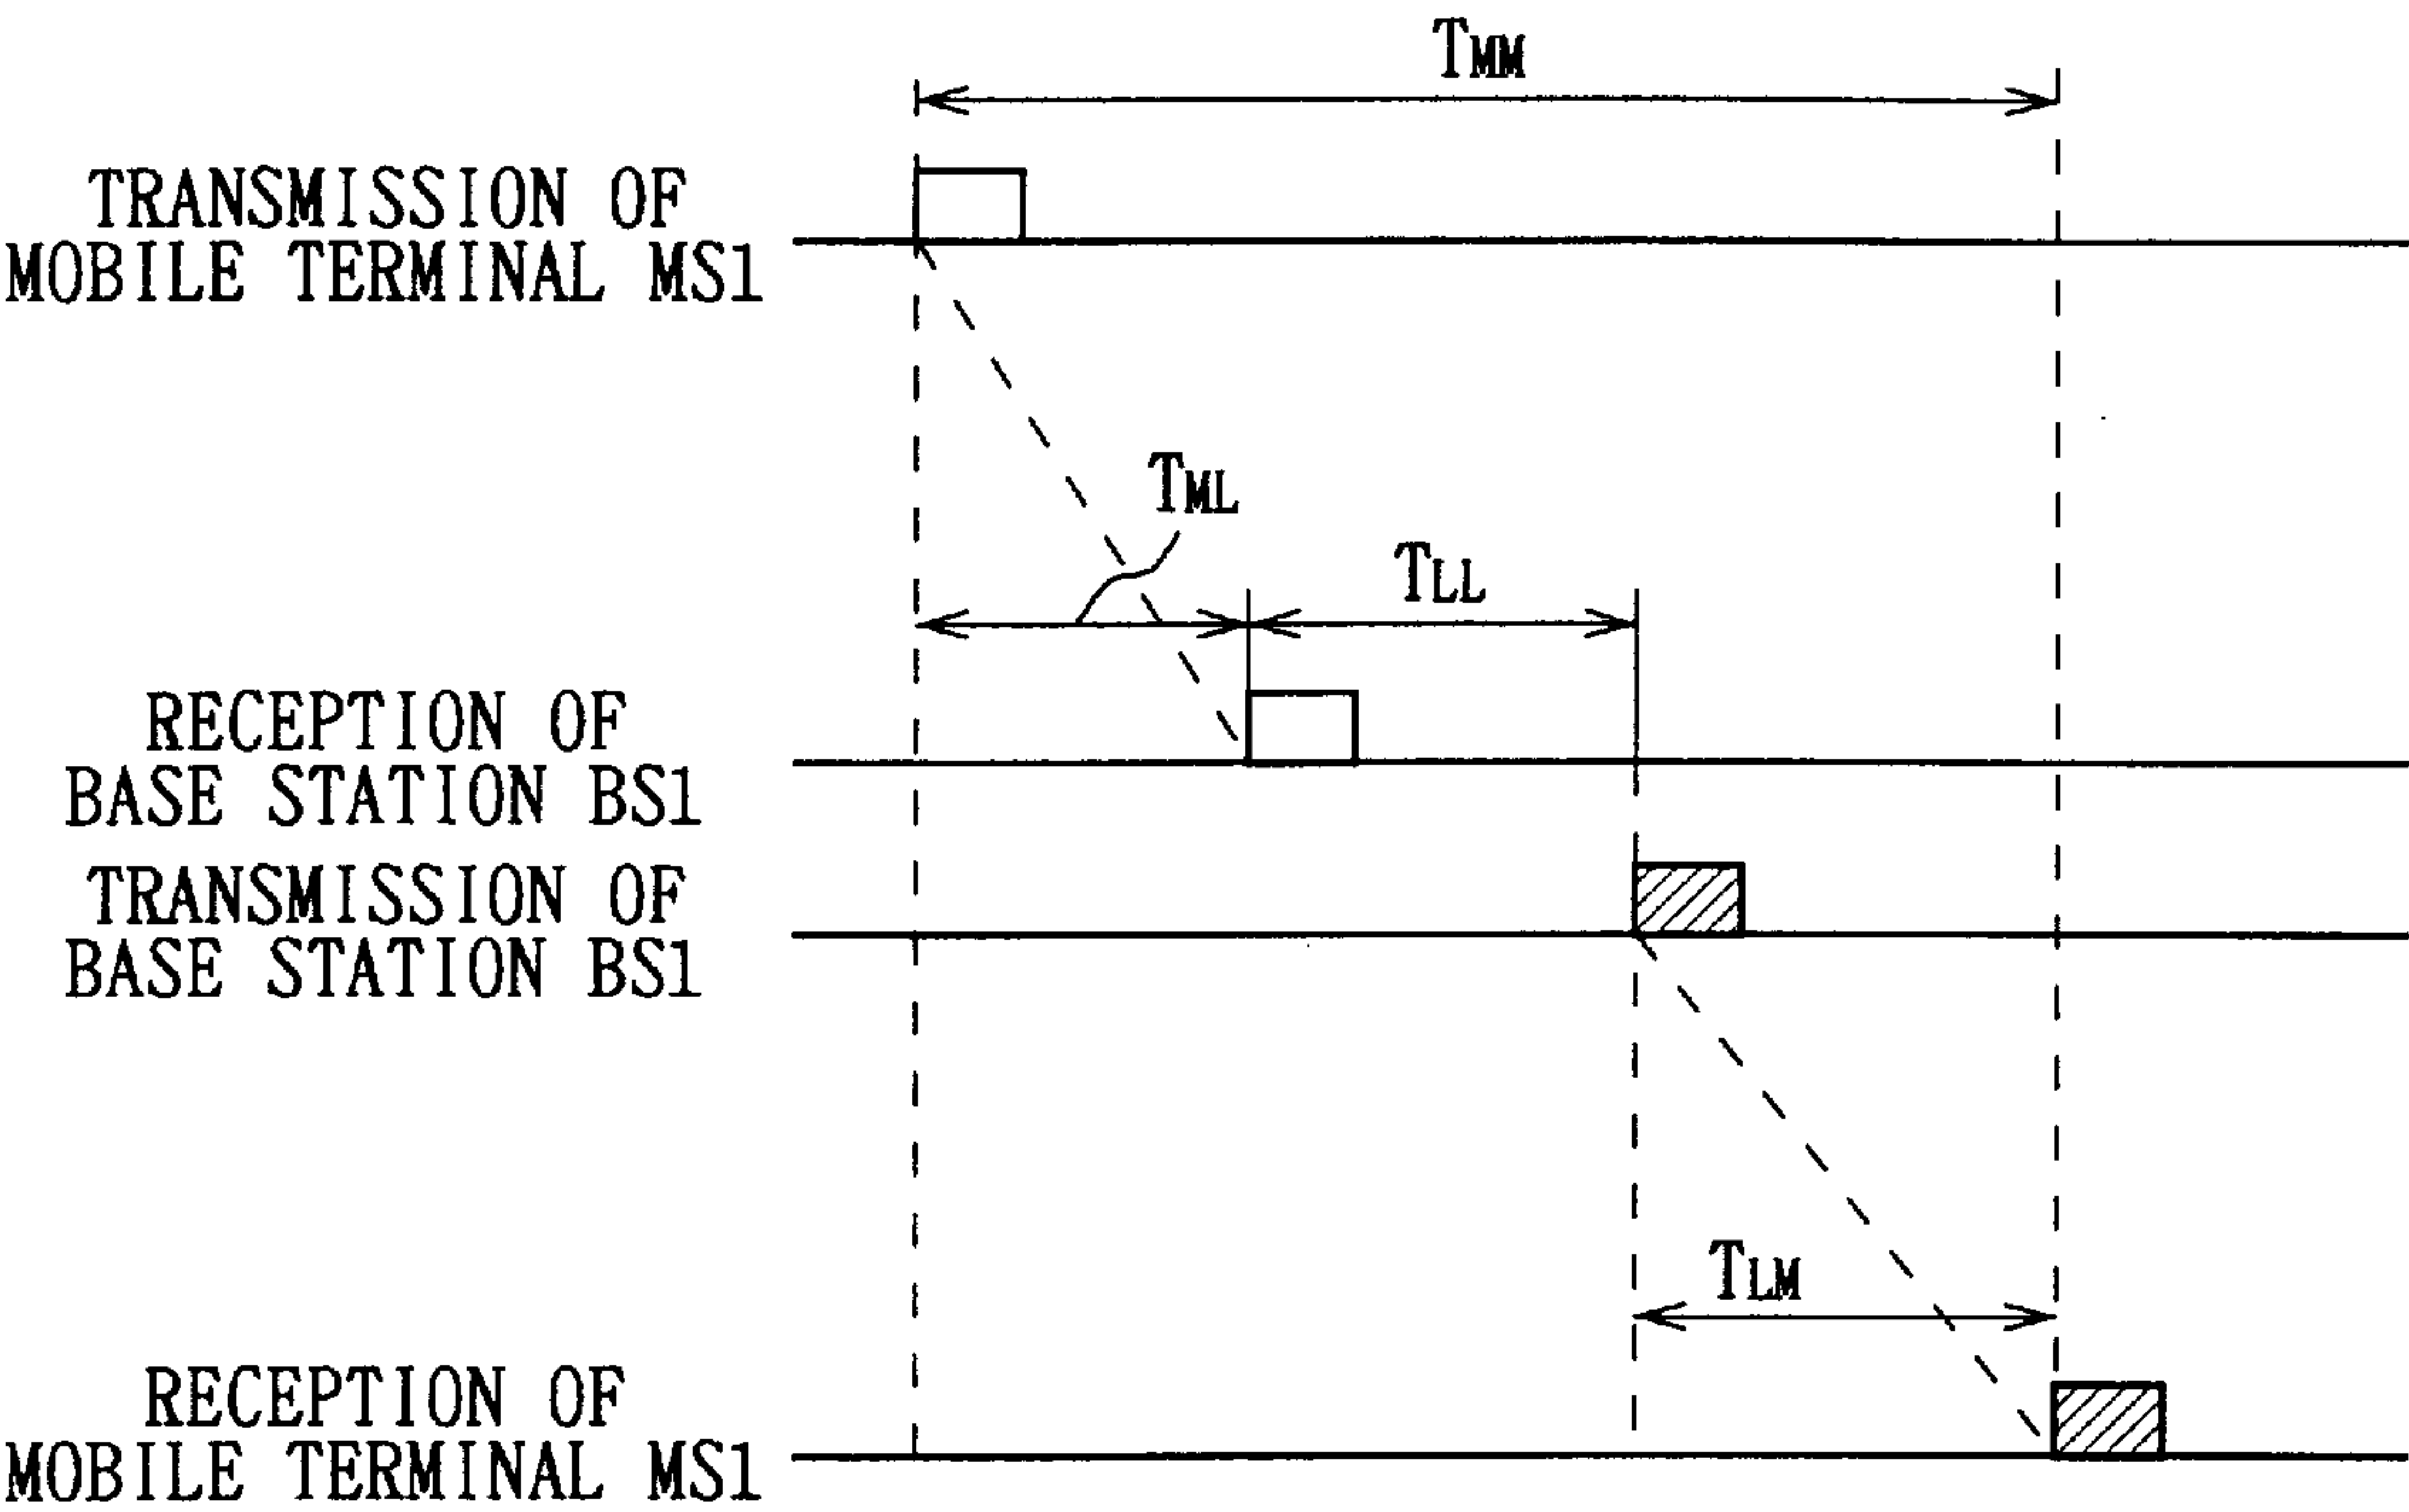 TMM
TRANSMISSION OF
MOBILE TERMINAL MS1
TML
TLL
RECEPTION OF
BASE STATION BS1
TRANSMISSION OF
BASE STATION BS1
TLM
RECEPTION OF
MOBILE TERMINAL MS1